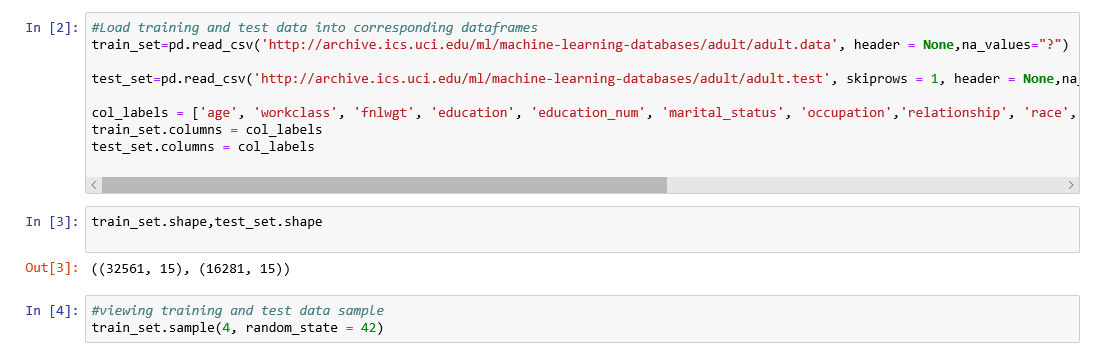 In [2]: #Load training and test data into corresponding dataframes
train_set=pd.read_csv('http://archive.ics.uci.edu/ml/machine-learning-databases/adult/adult.data', header = None,na_values="?")
test_set=pd.read_csv('http://archive.ics.uci.edu/ml/machine-learning-databases/adult/adult.test', skiprows = 1, header = None,na_
col_labels = ['age', 'workclass', 'fnlwgt', 'education', 'education_num', 'marital_status', 'occupation','relationship', 'race',
train_set.columns = col_labels
test_set.columns = col_labels
In [3]: train_set.shape,test_set.shape
Out[3]: ((32561, 15), (16281, 15))
In [4]: #viewing training and test data sample
train_set.sample(4, random_state = 42)